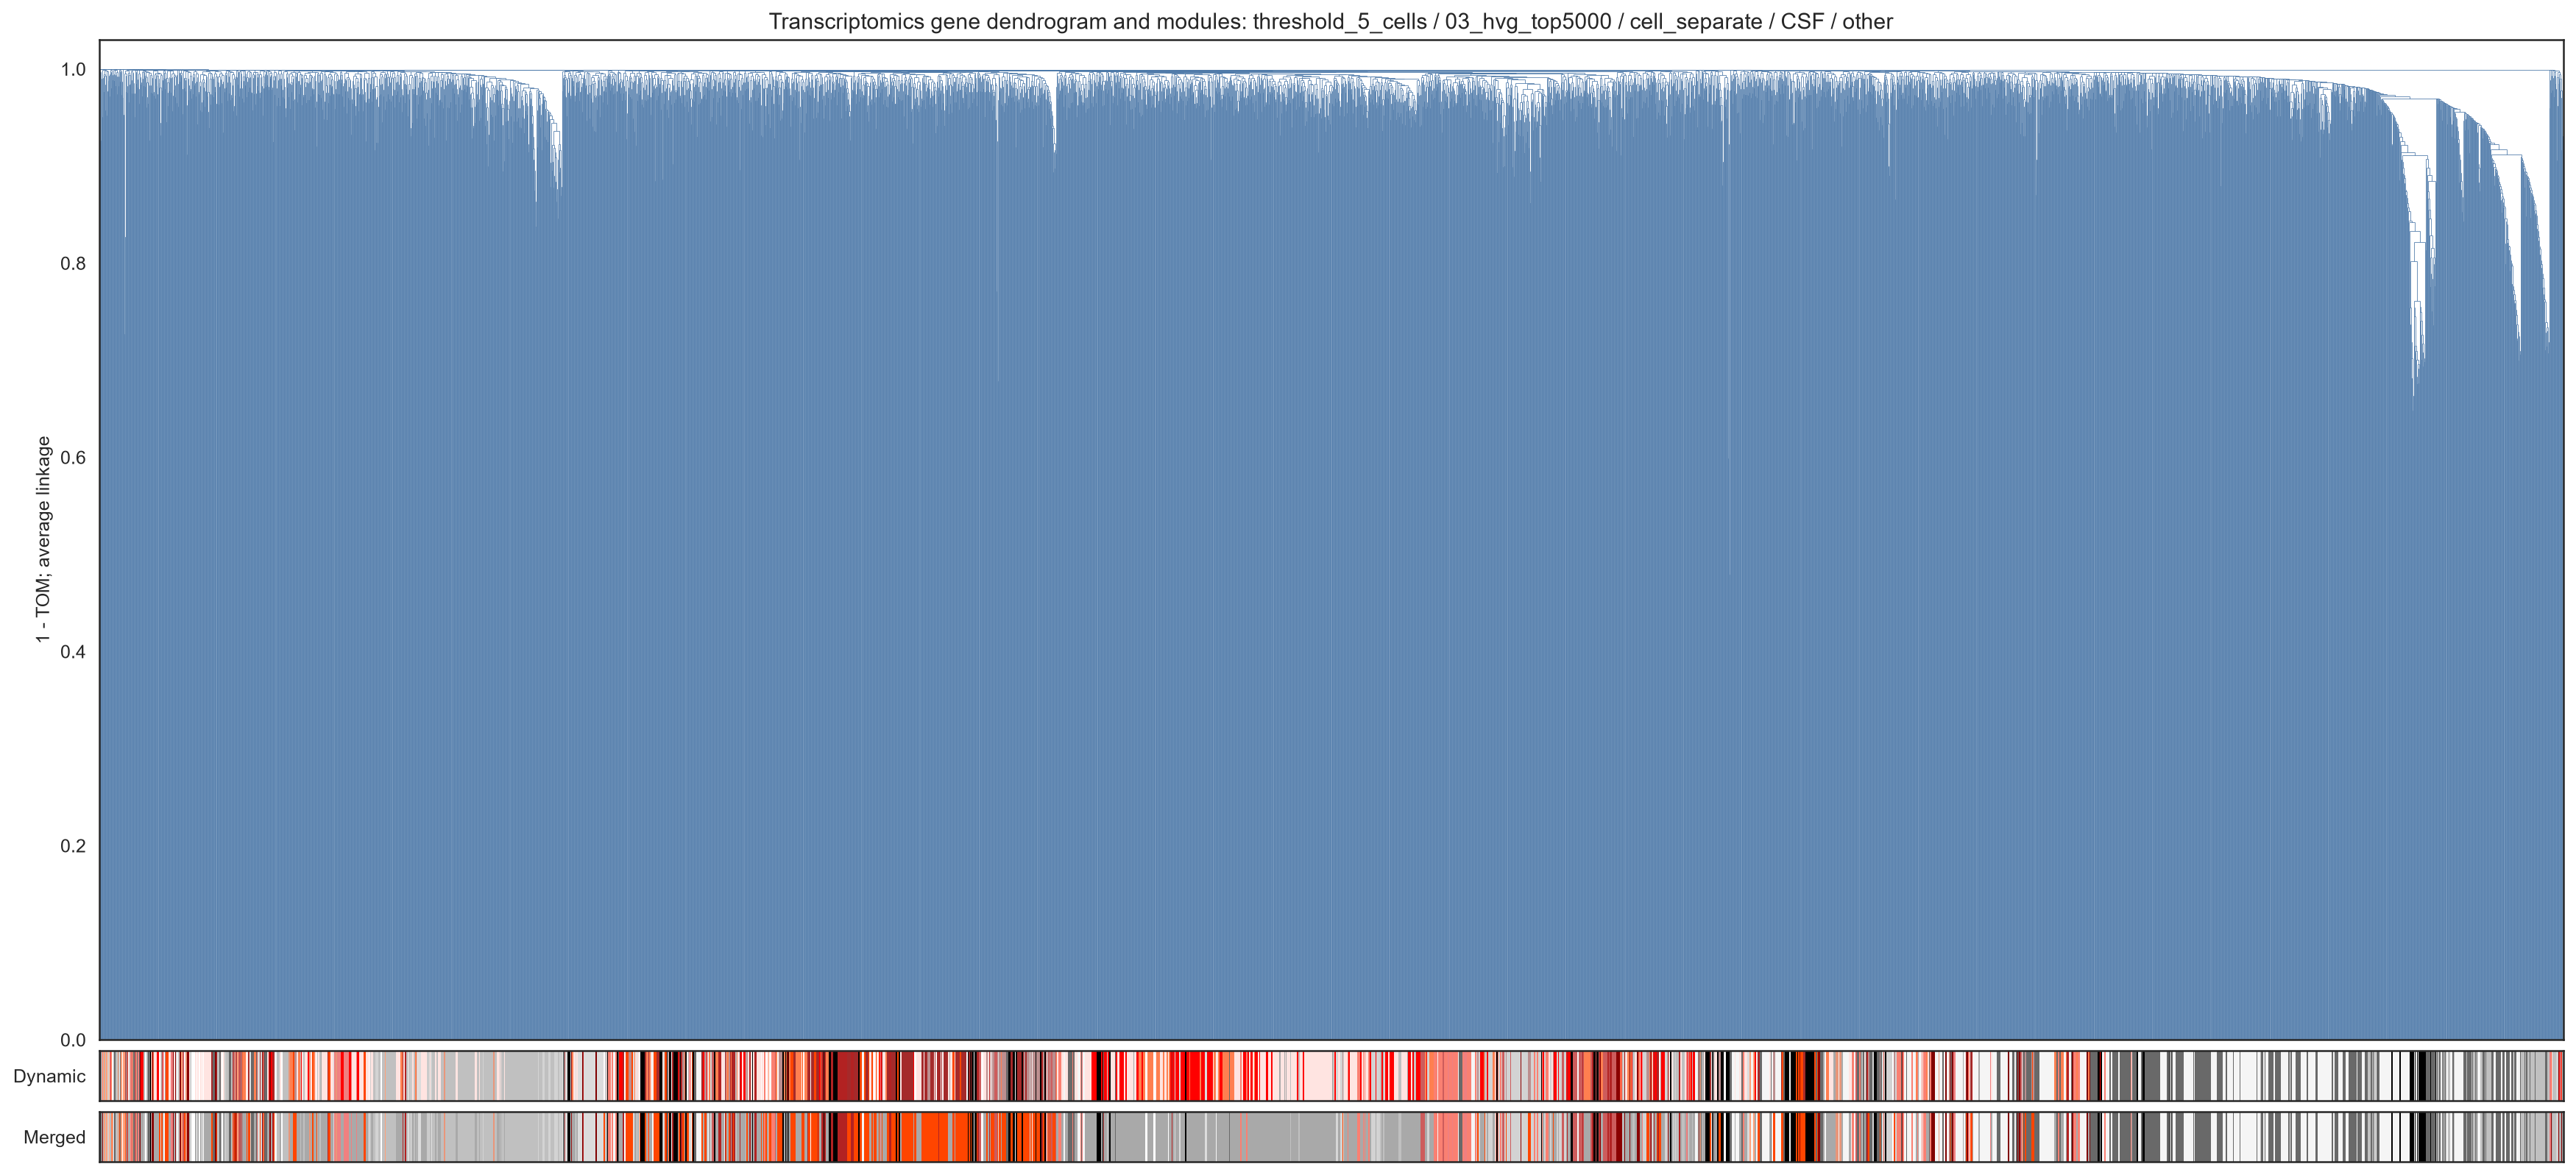 Transcriptomics gene dendrogram and modules: threshold_5_cells / 03_hvg_top5000 / cell_separate / CSF / other
1.0
0.8
0.6
0.4
0.2
0.0
1 - TOM; average linkage
Dynamic
Merged